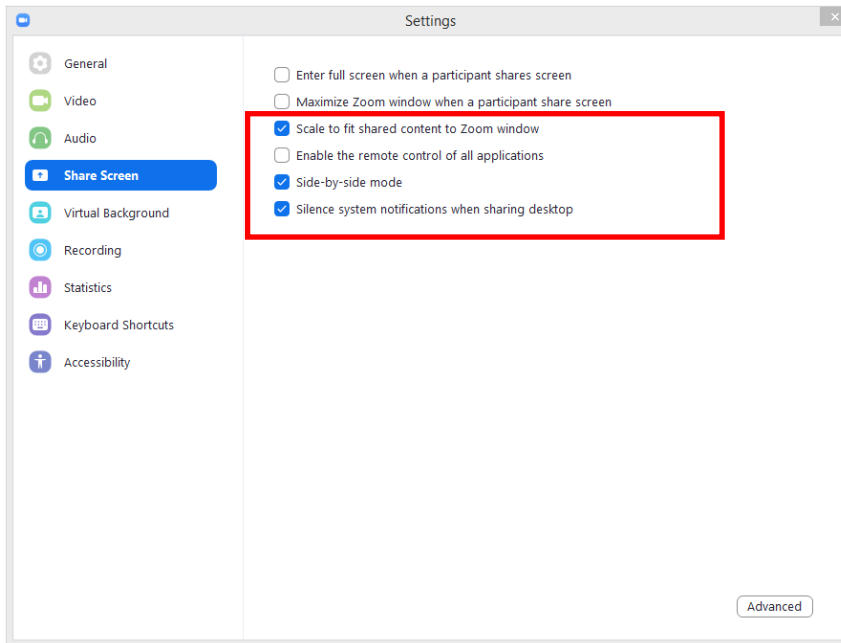 Settings
General
Video
Audio
Share Screen
Virtual Background
Recording
Statistics
Keyboard Shortcuts
Accessibility
Enter full screen when a participant shares screen
Maximize Zoom window when a participant share screen
Scale to fit shared content to Zoom window
Enable the remote control of all applications
Side-by-side mode
Silence system notifications when sharing desktop
Advanced